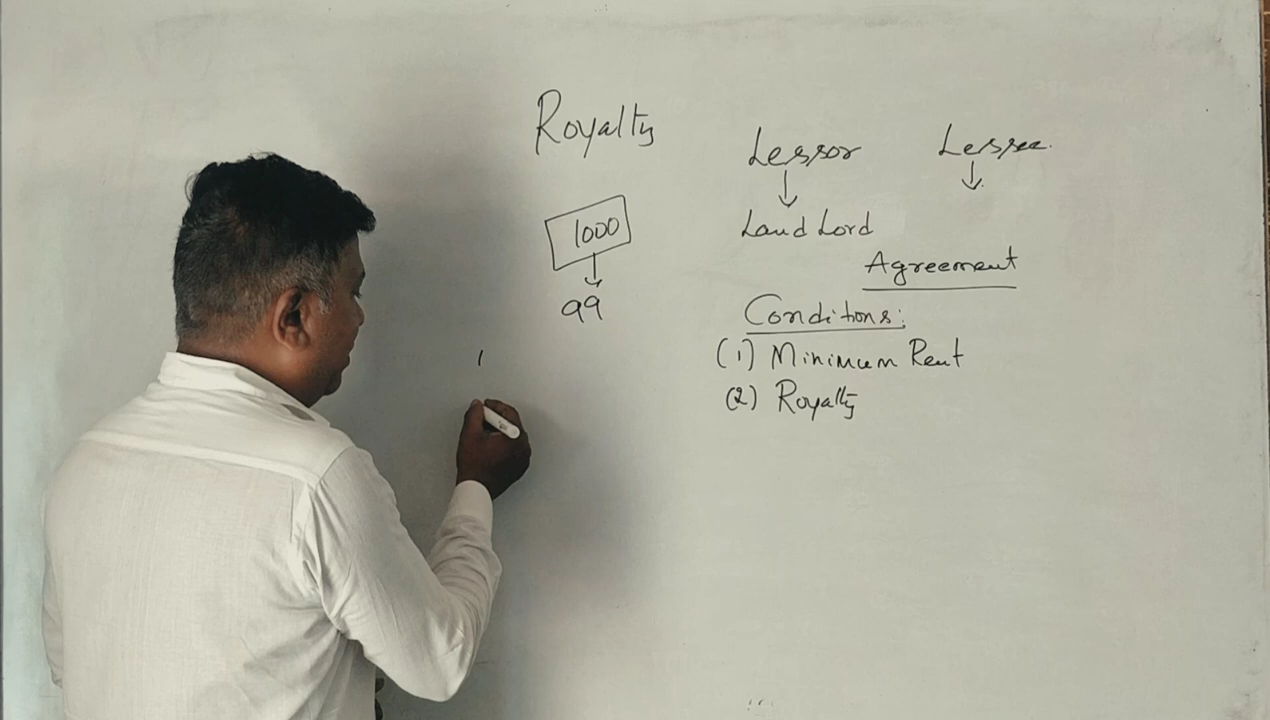 Royalty
Lessor Lessee.
1000
Land Lord
99
Agreement
Conditions:
(1) Minimum Rent
(2) Royalty